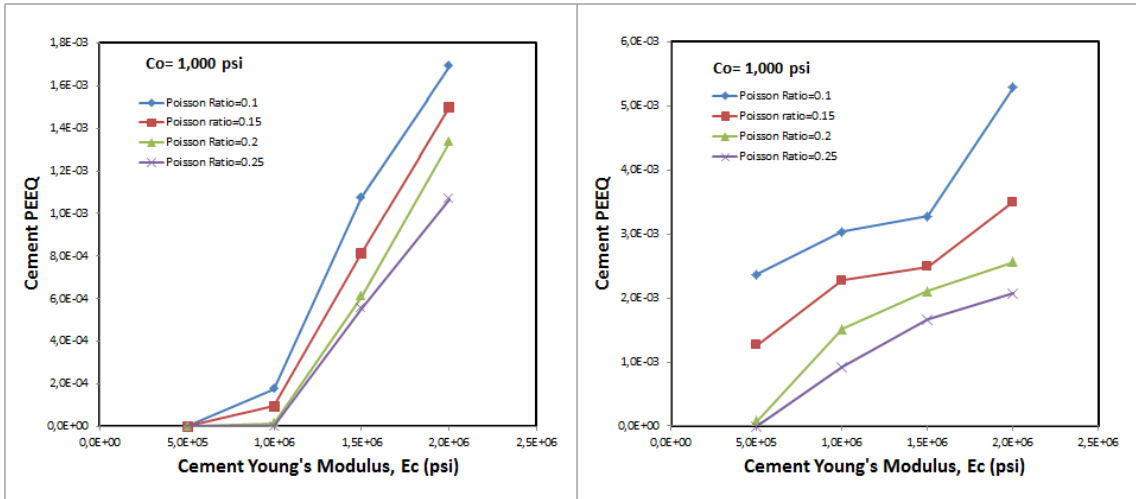 1,8E-03
1,6E-03
1,4E-03
1,2E-03
1,0E-03
8,0E-04
6,0E-04
4,0E-04
2,0E-04
0,0E+00
Cement PEEQ
Co= 1,000 psi
Poisson Ratio=0.1
Poisson ratio=0.15
Poisson Ratio=0.2
Poisson Ratio=0.25
0,0E+00 5,0E+05 1,0E+06 1,5E+06 2,0E+06 2,5E+06
Cement Young's Modulus, Ec (psi)
6,0E-03
5,0E-03
4,0E-03
3,0E-03
2,0E-03
1,0E-03
0,0E+00
Cement PEEQ
Co= 1,000 psi
Poisson Ratio=0.1
Poisson ratio=0.15
Poisson Ratio=0.2
Poisson Ratio=0.25
0,0E+00 5,0E+05 1,0E+06 1,5E+06 2,0E+06 2,5E+06
Cement Young's Modulus, Ec (psi)